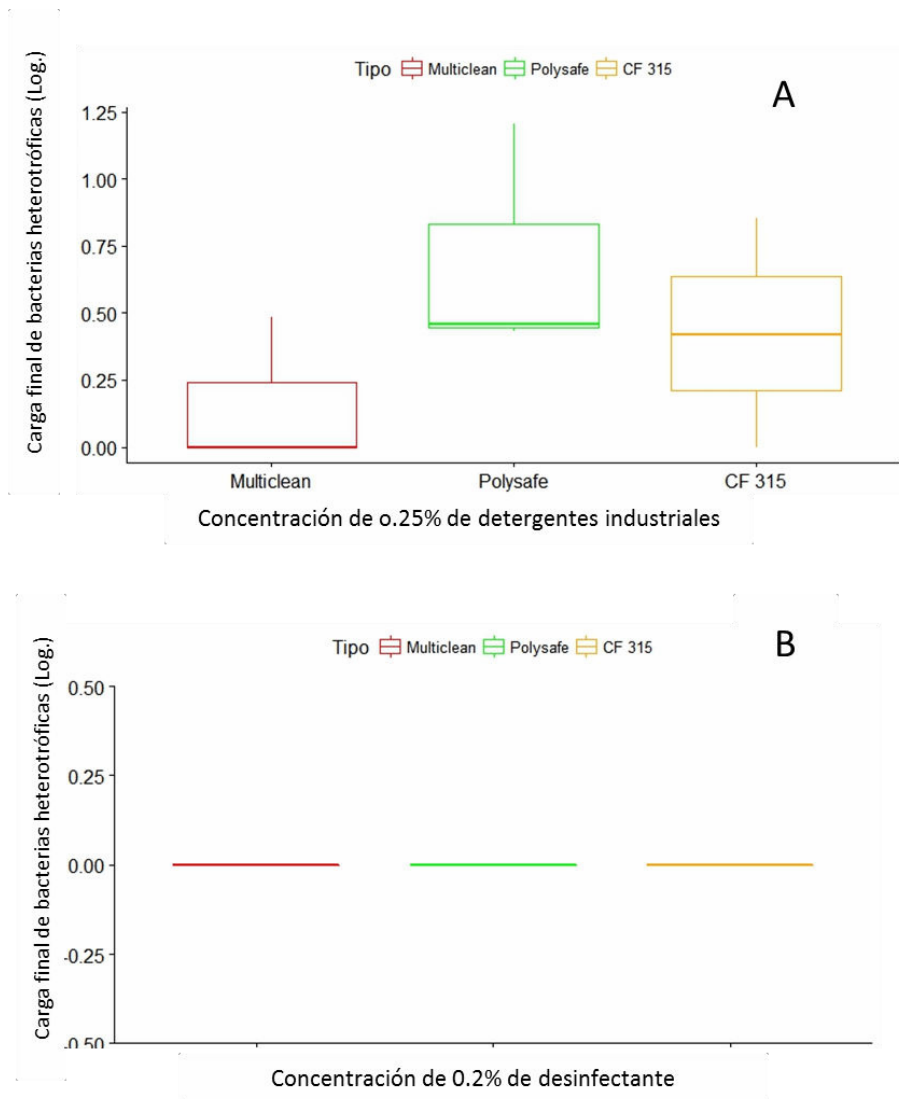 Tipo Multiclean Polysafe CF 315
A
Carga final de bacterias heterotróficas (Log.)
1.25
1.00
0.75
0.50
0.25
0.00
Multiclean Polysafe CF 315
Concentración de o.25% de detergentes industriales
Tipo Multiclean Polysafe CF 315
B
Carga final de bacterias heterotróficas (Log.)
0.50
0.25
0.00
-0.25
-0.50
Concentración de 0.2% de desinfectante